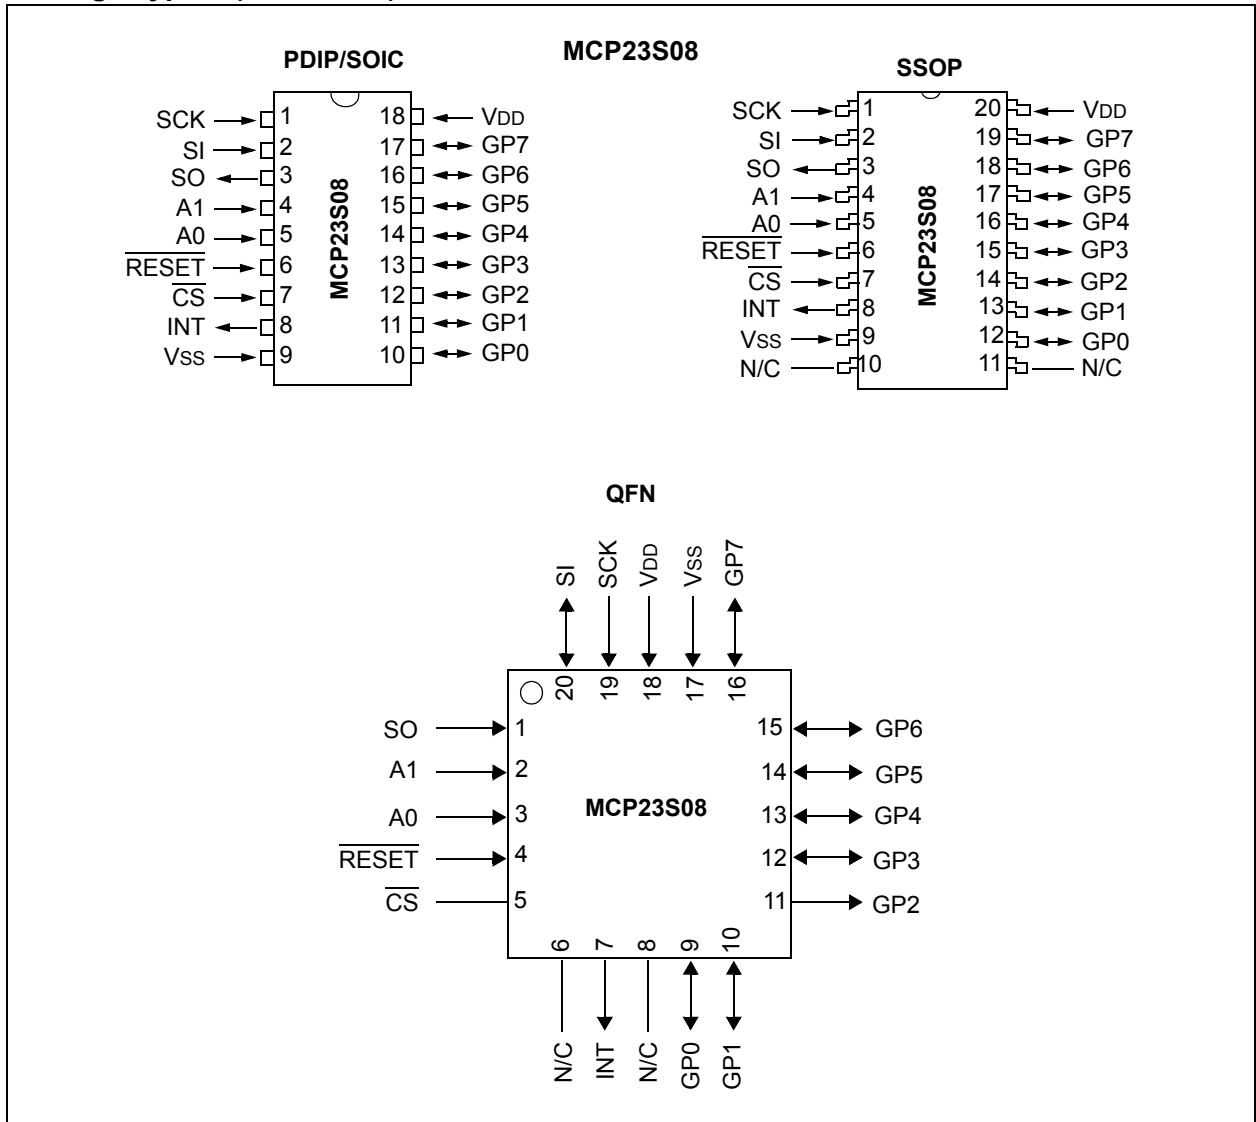 MCP23S08
PDIP/SOIC
SCK 1 18 VDD
SI 2 17 GP7
SO 3 16 GP6
A1 4 15 GP5
A0 5 14 GP4
RESET 6 13 GP3
CS 7 12 GP2
INT 8 11 GP1
VSS 9 10 GP0
MCP23S08
SSOP
SCK 1 20 VDD
SI 2 19 GP7
SO 3 18 GP6
A1 4 17 GP5
A0 5 16 GP4
RESET 6 15 GP3
CS 7 14 GP2
INT 8 13 GP1
VSS 9 12 GP0
N/C 10 11 N/C
MCP23S08
QFN
SI SCK VDD VSS GP7
20 19 18 17 16
SO 1 15 GP6
A1 2 14 GP5
A0 3 13 GP4
MCP23S08
RESET 4 12 GP3
CS 5 11 GP2
6 7 8 9 10
N/C INT N/C GP0 GP1